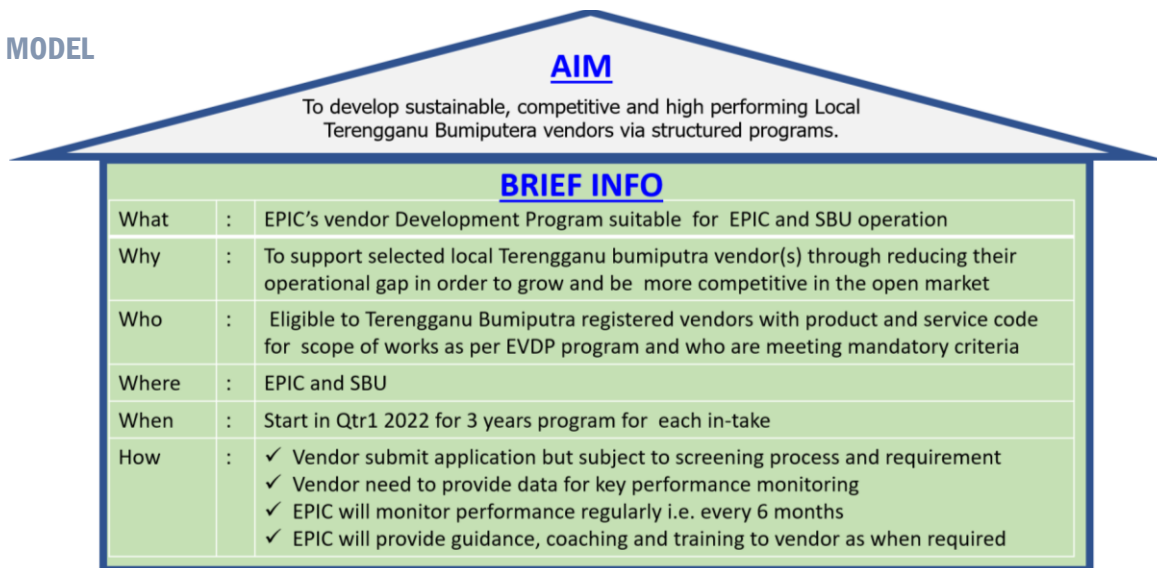 MODEL
AIM
To develop sustainable, competitive and high performing Local
Terengganu Bumiputera vendors via structured programs.
BRIEF INFO
What : EPIC's vendor Development Program suitable for EPIC and SBU operation
Why : To support selected local Terengganu bumiputra vendor(s) through reducing their
operational gap in order to grow and be more competitive in the open market
Who : Eligible to Terengganu Bumiputra registered vendors with product and service code
for scope of works as per EVDP program and who are meeting mandatory criteria
Where : EPIC and SBU
When : Start in Qtr1 2022 for 3 years program for each in-take
How : ✓ Vendor submit application but subject to screening process and requirement
✓ Vendor need to provide data for key performance monitoring
✓ EPIC will monitor performance regularly i.e. every 6 months
✓ EPIC will provide guidance, coaching and training to vendor as when required